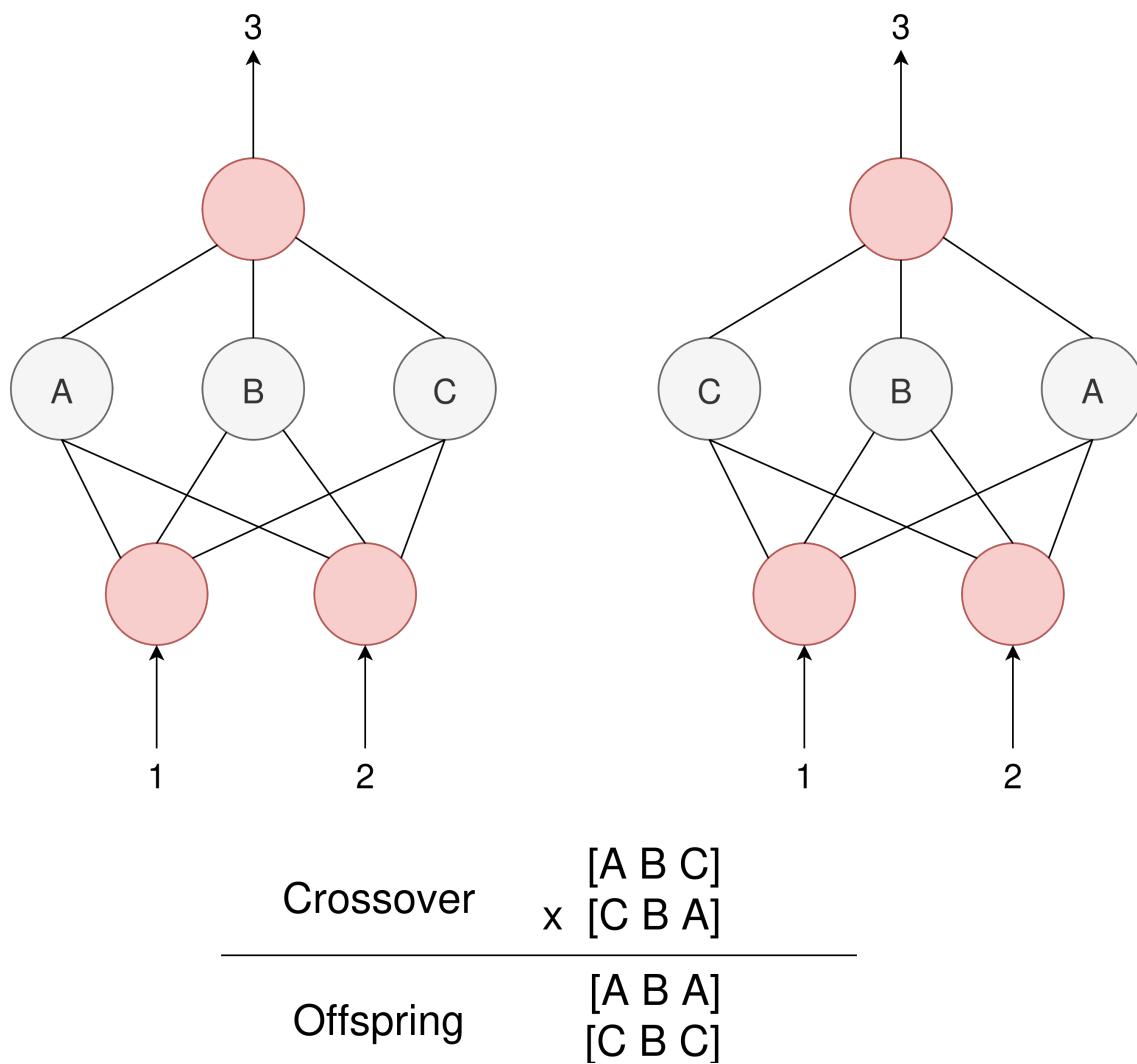 3 3
A B C C B A
1 2 1 2
[A B C]
Crossover x [C B A]
[A B A]
Offspring [C B C]